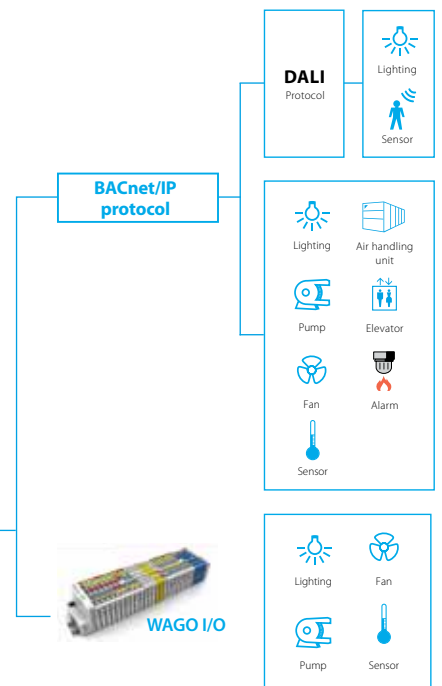 DALI
Protocol
Lighting
Sensor
BACnet/IP
protocol
Lighting
Air handling
unit
Pump
Elevator
Fan
Alarm
Sensor
WAGO I/O
Lighting
Fan
Pump
Sensor